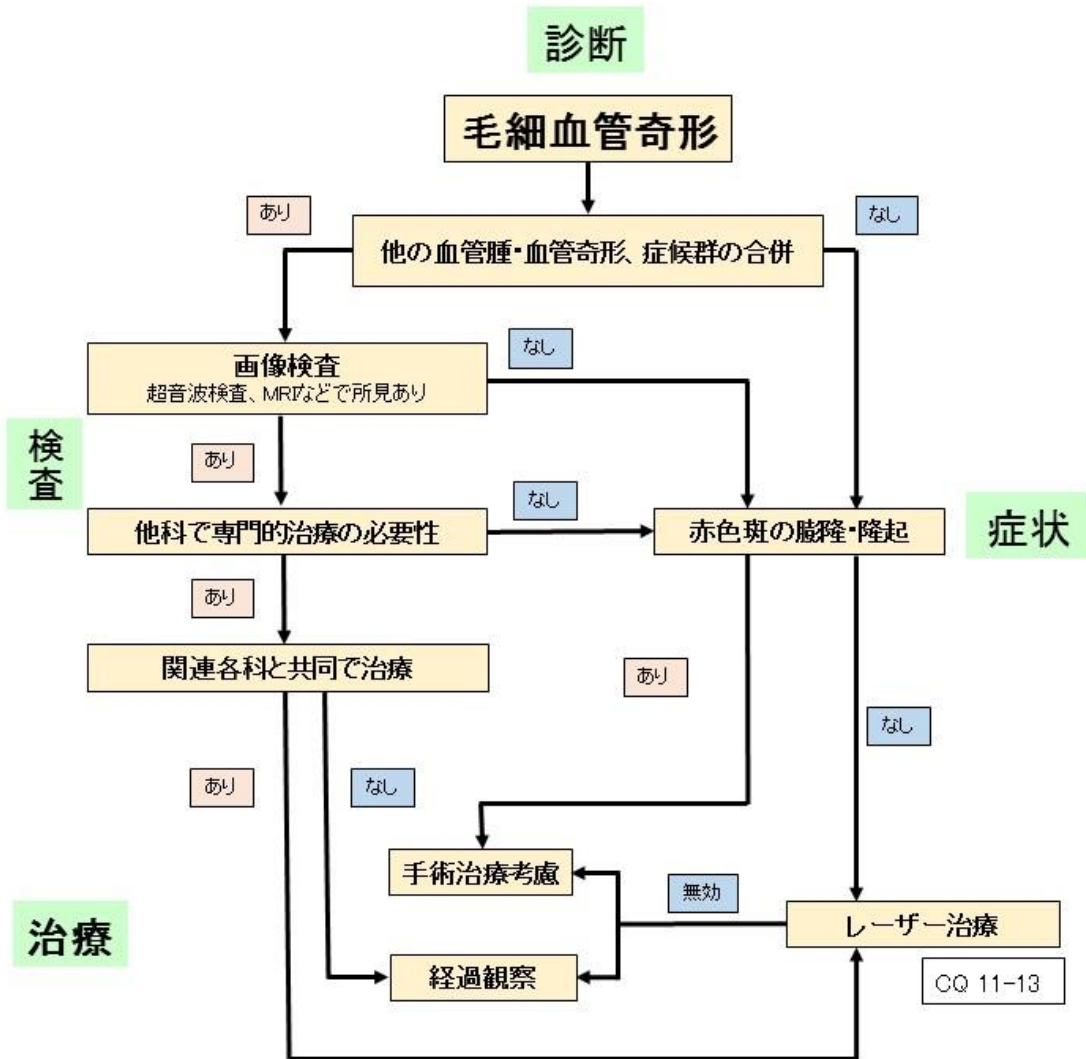 診断
毛細血管奇形
あり
なし
他の血管腫・血管奇形、症候群の合併
画像検査
超音波検査、MRIなどで所見あり
なし
検査
あり
他科で専門的治療の必要性
なし
赤色斑の膨隆・隆起
症状
あり
関連各科と共同で治療
あり
なし
あり
なし
手術治療考慮
無効
レーザー治療
治療
経過観察
CQ 11-13